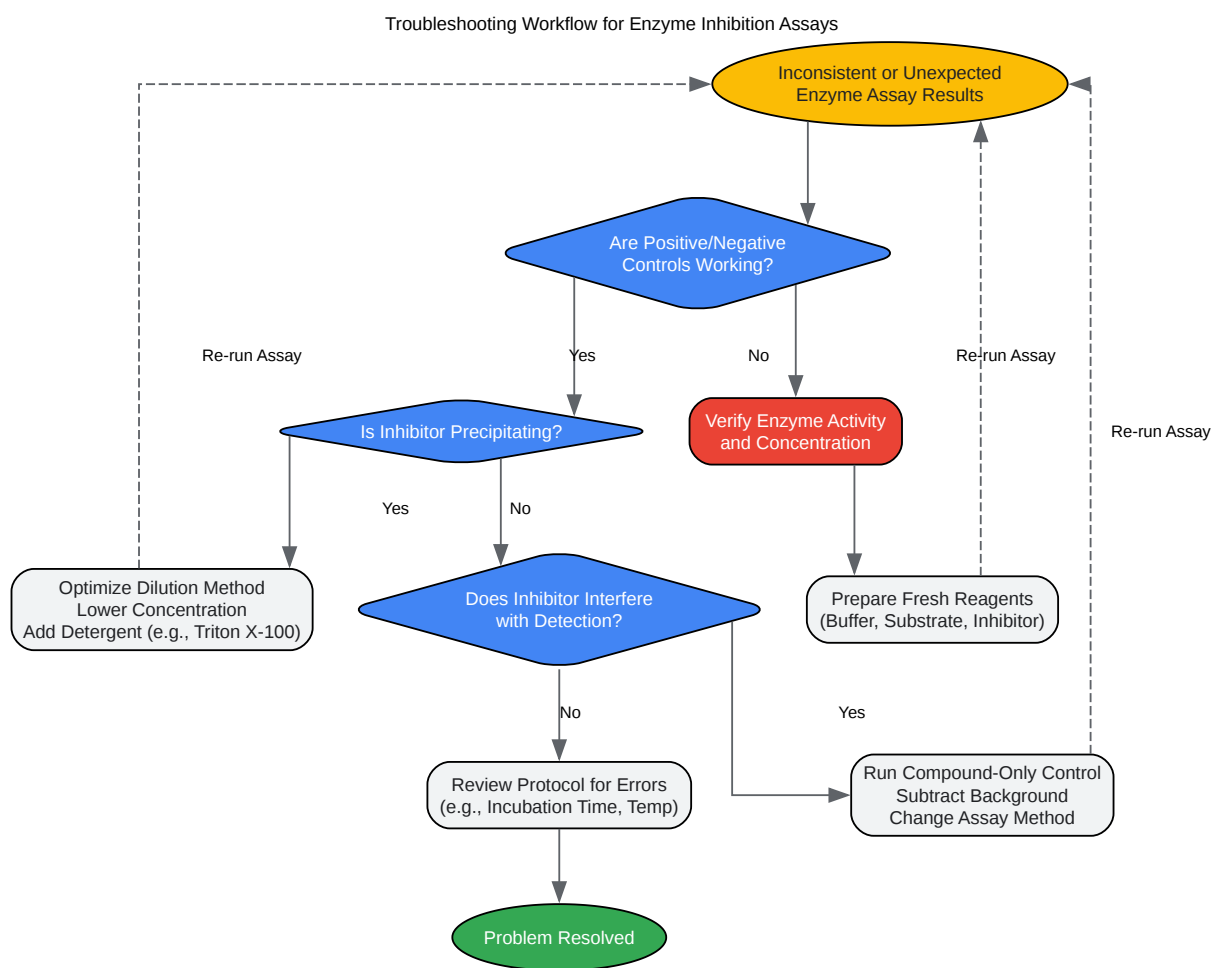 Troubleshooting Workflow for Enzyme Inhibition Assays
Inconsistent or Unexpected
Enzyme Assay Results
Are Positive/Negative
Controls Working?
Re-run Assay
Yes
No
Re-run Assay
Is Inhibitor Precipitating?
Verify Enzyme Activity
and Concentration
Re-run Assay
Yes
No
Optimize Dilution Method
Lower Concentration
Add Detergent (e.g., Triton X-100)
Does Inhibitor Interfere
with Detection?
Prepare Fresh Reagents
(Buffer, Substrate, Inhibitor)
No
Yes
Review Protocol for Errors
(e.g., Incubation Time, Temp)
Run Compound-Only Control
Subtract Background
Change Assay Method
Problem Resolved